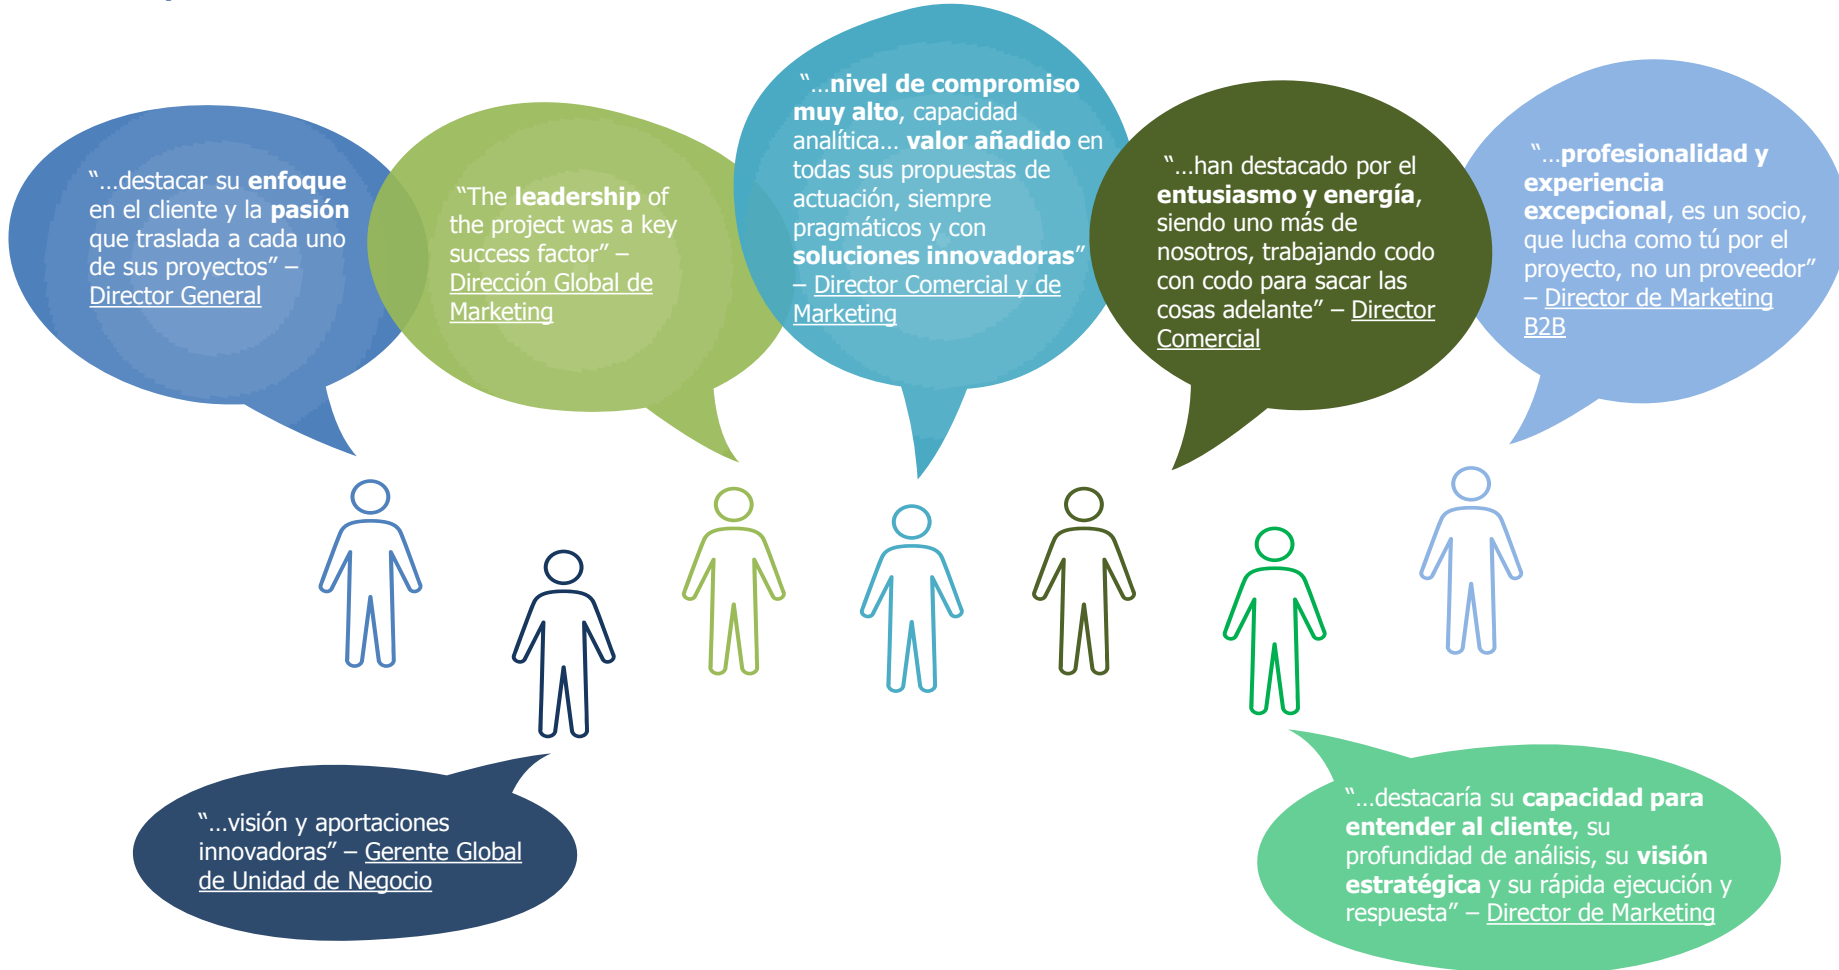 “...destacar su enfoque
en el cliente y la pasión
que traslada a cada uno
de sus proyectos” –
Director General
“The leadership of
the project was a key
success factor” –
Dirección Global de
Marketing
“...nivel de compromiso
muy alto, capacidad
analítica... valor añadido en
todas sus propuestas de
actuación, siempre
pragmáticos y con
soluciones innovadoras”
– Director Comercial y de
Marketing
“...han destacado por el
entusiasmo y energía,
siendo uno más de
nosotros, trabajando codo
con codo para sacar las
cosas adelante” – Director
Comercial
“...profesionalidad y
experiencia
excepcional, es un socio,
que lucha como tú por el
proyecto, no un proveedor”
– Director de Marketing
B2B
“...visión y aportaciones
innovadoras” – Gerente Global
de Unidad de Negocio
“...destacaría su capacidad para
entender al cliente, su
profundidad de análisis, su visión
estratégica y su rápida ejecución y
respuesta” – Director de Marketing